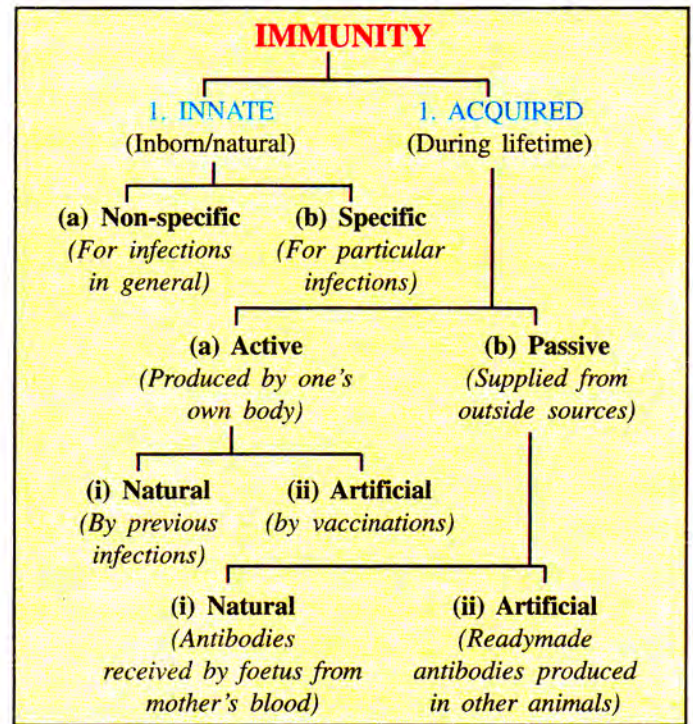 IMMUNITY
1. INNATE
(Inborn/natural)
1. ACQUIRED
(During lifetime)
(a) Non-specific
(For infections
in general)
(b) Specific
(For particular
infections)
(a) Active
(Produced by one's
own body)
(b) Passive
(Supplied from
outside sources)
(i) Natural
(By previous
infections)
(ii) Artificial
(by vaccinations)
(i) Natural
(Antibodies
received by foetus from
mother's blood)
(ii) Artificial
(Readymade
antibodies produced
in other animals)